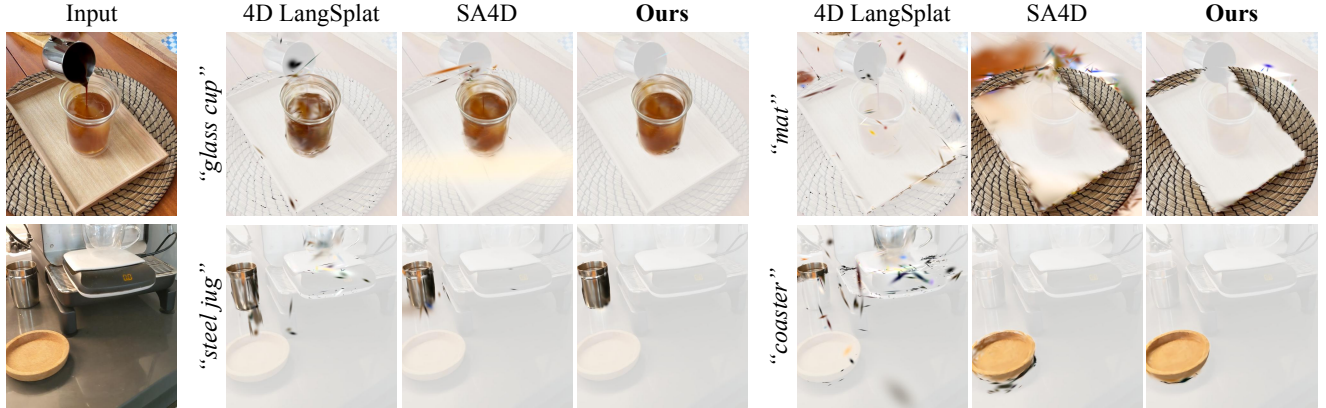 Input 4D LangSplat SA4D Ours 4D LangSplat SA4D Ours
“glass cup”
“mat”
“steel jug”
“coaster”